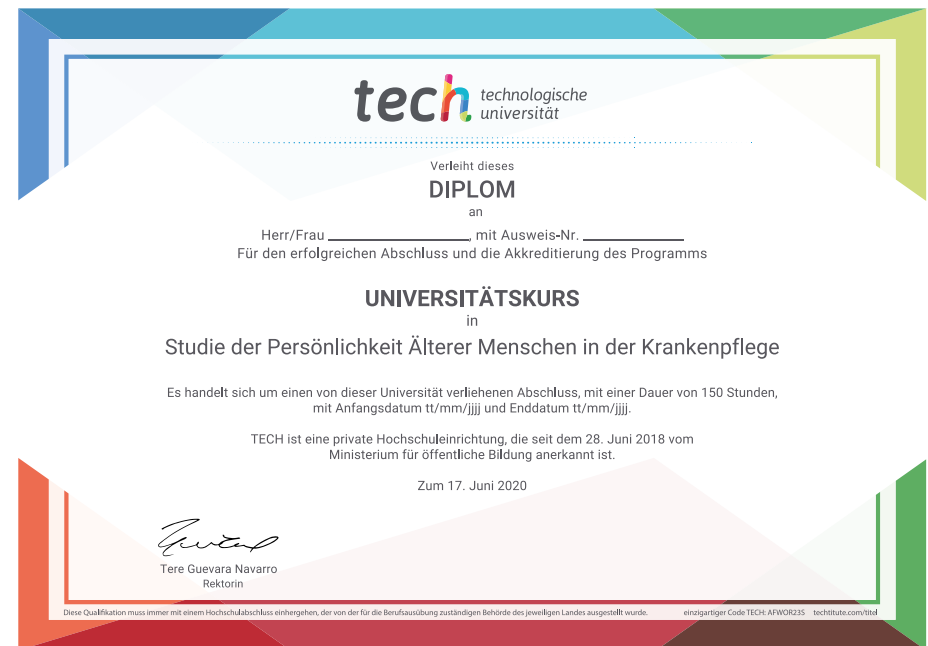 tech technologische
universität
Verleiht dieses
DIPLOM
an
Herr/Frau ____________________, mit Ausweis-Nr. ______________
Für den erfolgreichen Abschluss und die Akkreditierung des Programms
UNIVERSITÄTSKURS
in
Studie der Persönlichkeit Älterer Menschen in der Krankenpflege
Es handelt sich um einen von dieser Universität verliehenen Abschluss, mit einer Dauer von 150 Stunden,
mit Anfangsdatum tt/mm/jjjj und Enddatum tt/mm/jjjj.
TECH ist eine private Hochschuleinrichtung, die seit dem 28. Juni 2018 vom
Ministerium für öffentliche Bildung anerkannt ist.
Zum 17. Juni 2020
Tere Guevara Navarro
Rektorin
Diese Qualifikation muss immer mit einem Hochschulabschluss einhergehen, der von der für die Berufsausübung zuständigen Behörde des jeweiligen Landes ausgestellt wurde. einzigartiger Code TECH: AFWOR23S techtitute.com/titel